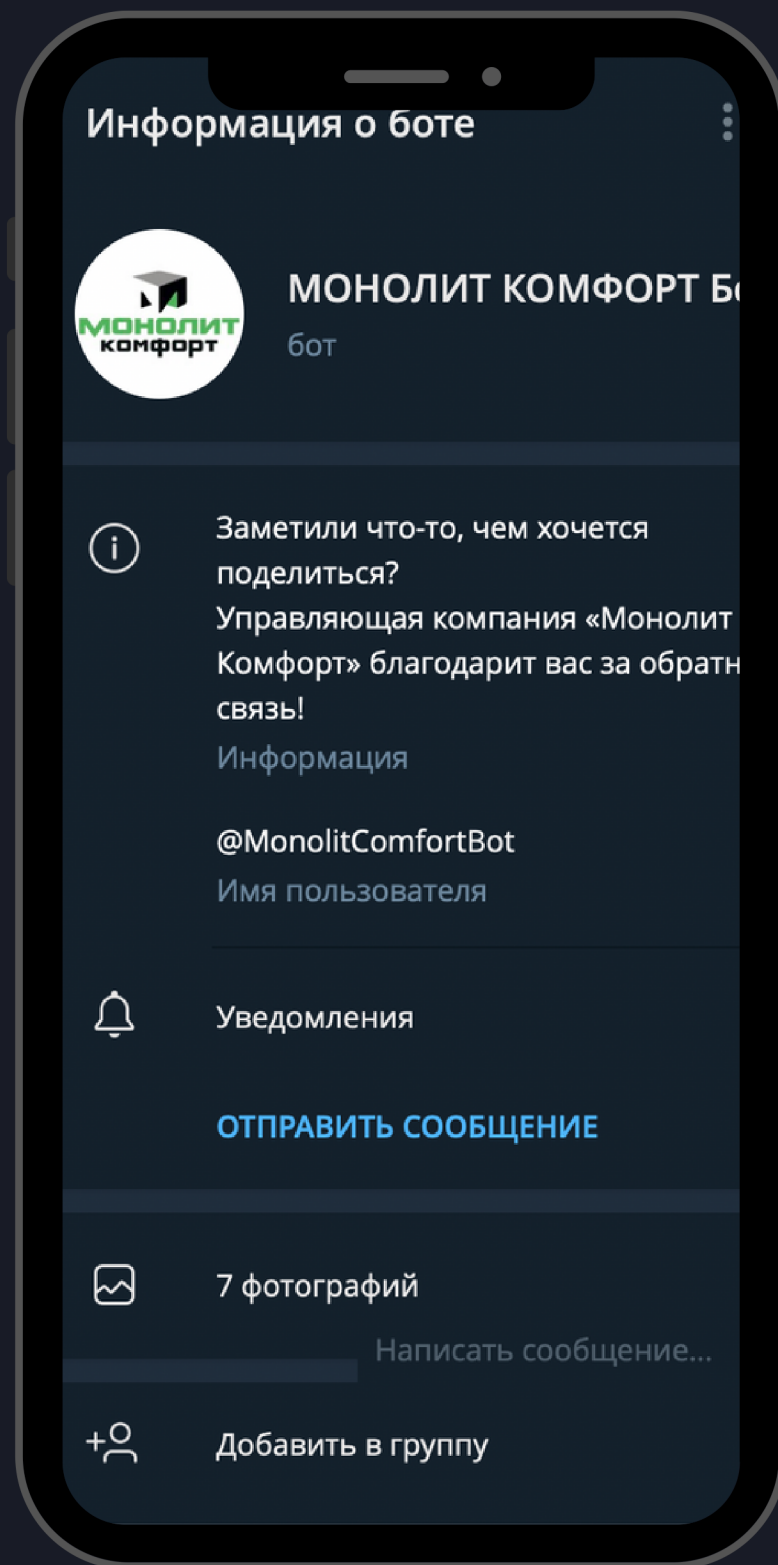 Информация о боте
МОНОЛИТ
КОМФОРТ
МОНОЛИТ КОМФОРТ
бот
Заметили что-то, чем хочется
поделиться?
Управляющая компания «Монолит
Комфорт» благодарит вас за обратн
связь!
Информация
@MonolitComfortBot
Имя пользователя
Уведомления
ОТПРАВИТЬ СООБЩЕНИЕ
7 фотографий
Написать сообщение...
Добавить в группу